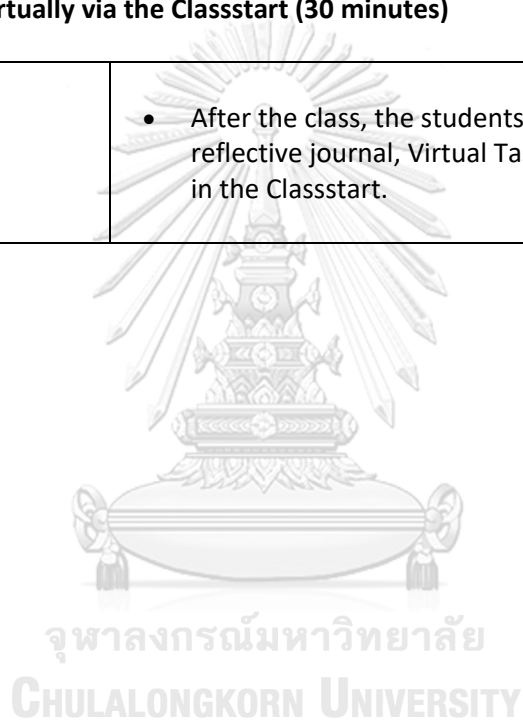 rtually via the Classstart (30 minutes)
• After the class, the students
reflective journal, Virtual Ta
in the Classstart.
จุฬาลงกรณ์มหาวิทยาลัย
CHULALONGKORN UNIVERSITY